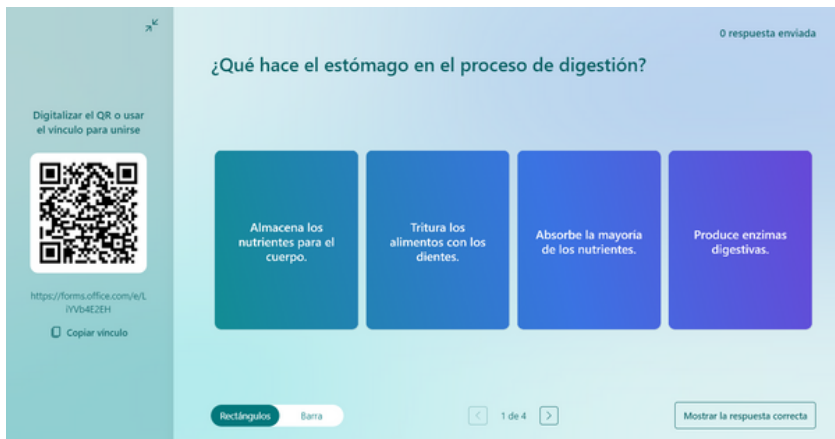 0 respuesta enviada
¿Qué hace el estómago en el proceso de digestión?
Digitalizar el QR o usar
el vínculo para unirse
https://forms.office.com/e/L
iYVb4E2EH
Copiar vínculo
Almacena los
nutrientes para el
cuerpo.
Tritura los
alimentos con los
dientes.
Absorbe la mayoría
de los nutrientes.
Produce enzimas
digestivas.
Rectángulos
Barra
1 de 4
Mostrar la respuesta correcta